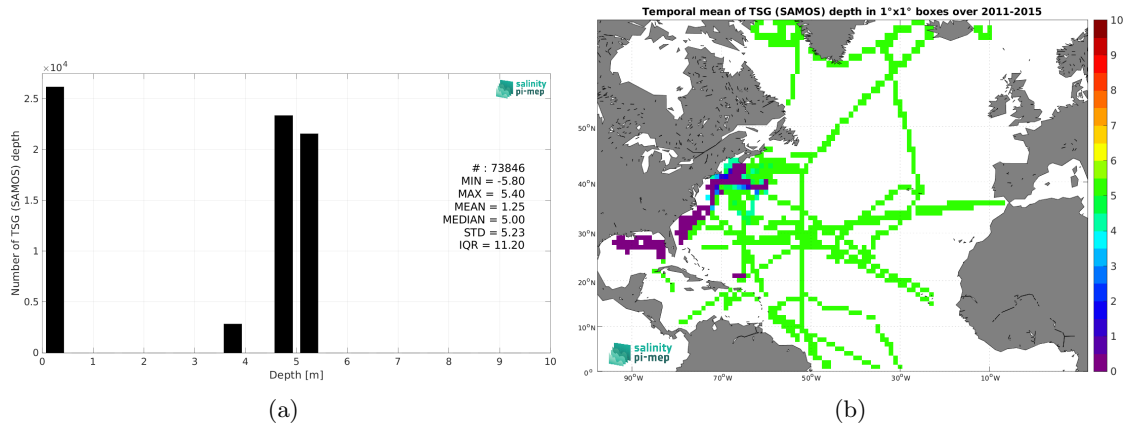 ×10⁴
2.5
2
1.5
1
0.5
0
Number of TSG (SAMOS) depth
salinity
pi-mep
# : 73846
MIN = -5.80
MAX = 5.40
MEAN = 1.25
MEDIAN = 5.00
STD = 5.23
IQR = 11.20
0 1 2 3 4 5 6 7 8 9 10
Depth [m]
(a)
Temporal mean of TSG (SAMOS) depth in 1°x1° boxes over 2011-2015
50°N
40°N
30°N
20°N
10°N
0°
salinity
pi-mep
90°W 70°W 50°W 30°W 10°W
10
9
8
7
6
5
4
3
2
1
0
(b)